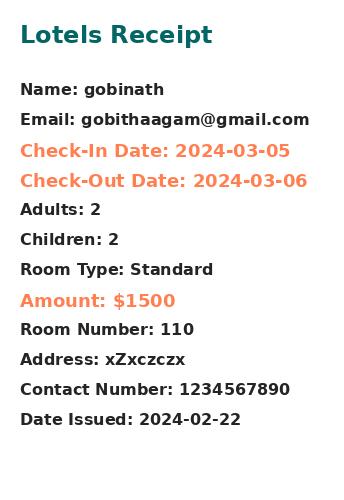 Lotels Receipt
Name: gobinath
Email: gobithaagam@gmail.com
Check-In Date: 2024-03-05
Check-Out Date: 2024-03-06
Adults: 2
Children: 2
Room Type: Standard
Amount: $1500
Room Number: 110
Address: xZxczczx
Contact Number: 1234567890
Date Issued: 2024-02-22